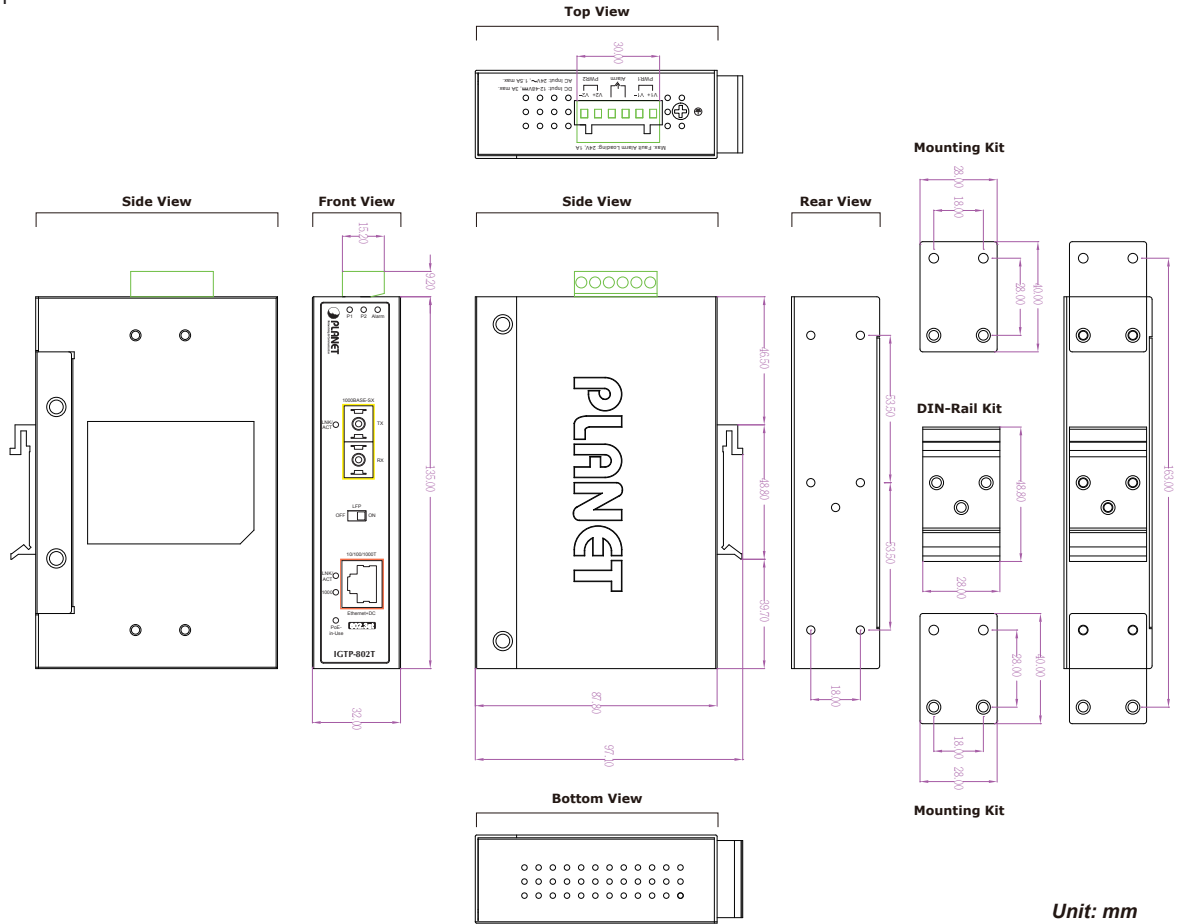 Top View
30.00
DC Input: 12-48V⎓, 3A max.
AC Input: 24V~, 1.5A max.
PWR2 Alarm PWR1
V2- V2+ V1- V1+
Max. Fault Alarm Loading: 24V, 1A
Mounting Kit
28.00
18.00
28.00
40.00
Side View
Front View
Side View
Rear View
15.20
9.20
P1 P2 Alarm
PLANET
1000BASE-SX
LNK/
ACT
TX
RX
LFP
OFF ON
10/100/1000T
LNK/
ACT
1000
Ethernet+DC
PoE-
in-Use
802.3at
IGTP-802T
135.00
32.00
PLANET
46.50
48.80
39.70
87.80
97.10
53.50
53.50
18.00
DIN-Rail Kit
48.80
28.00
163.00
28.00
40.00
18.00
28.00
Mounting Kit
Bottom View
Unit: mm